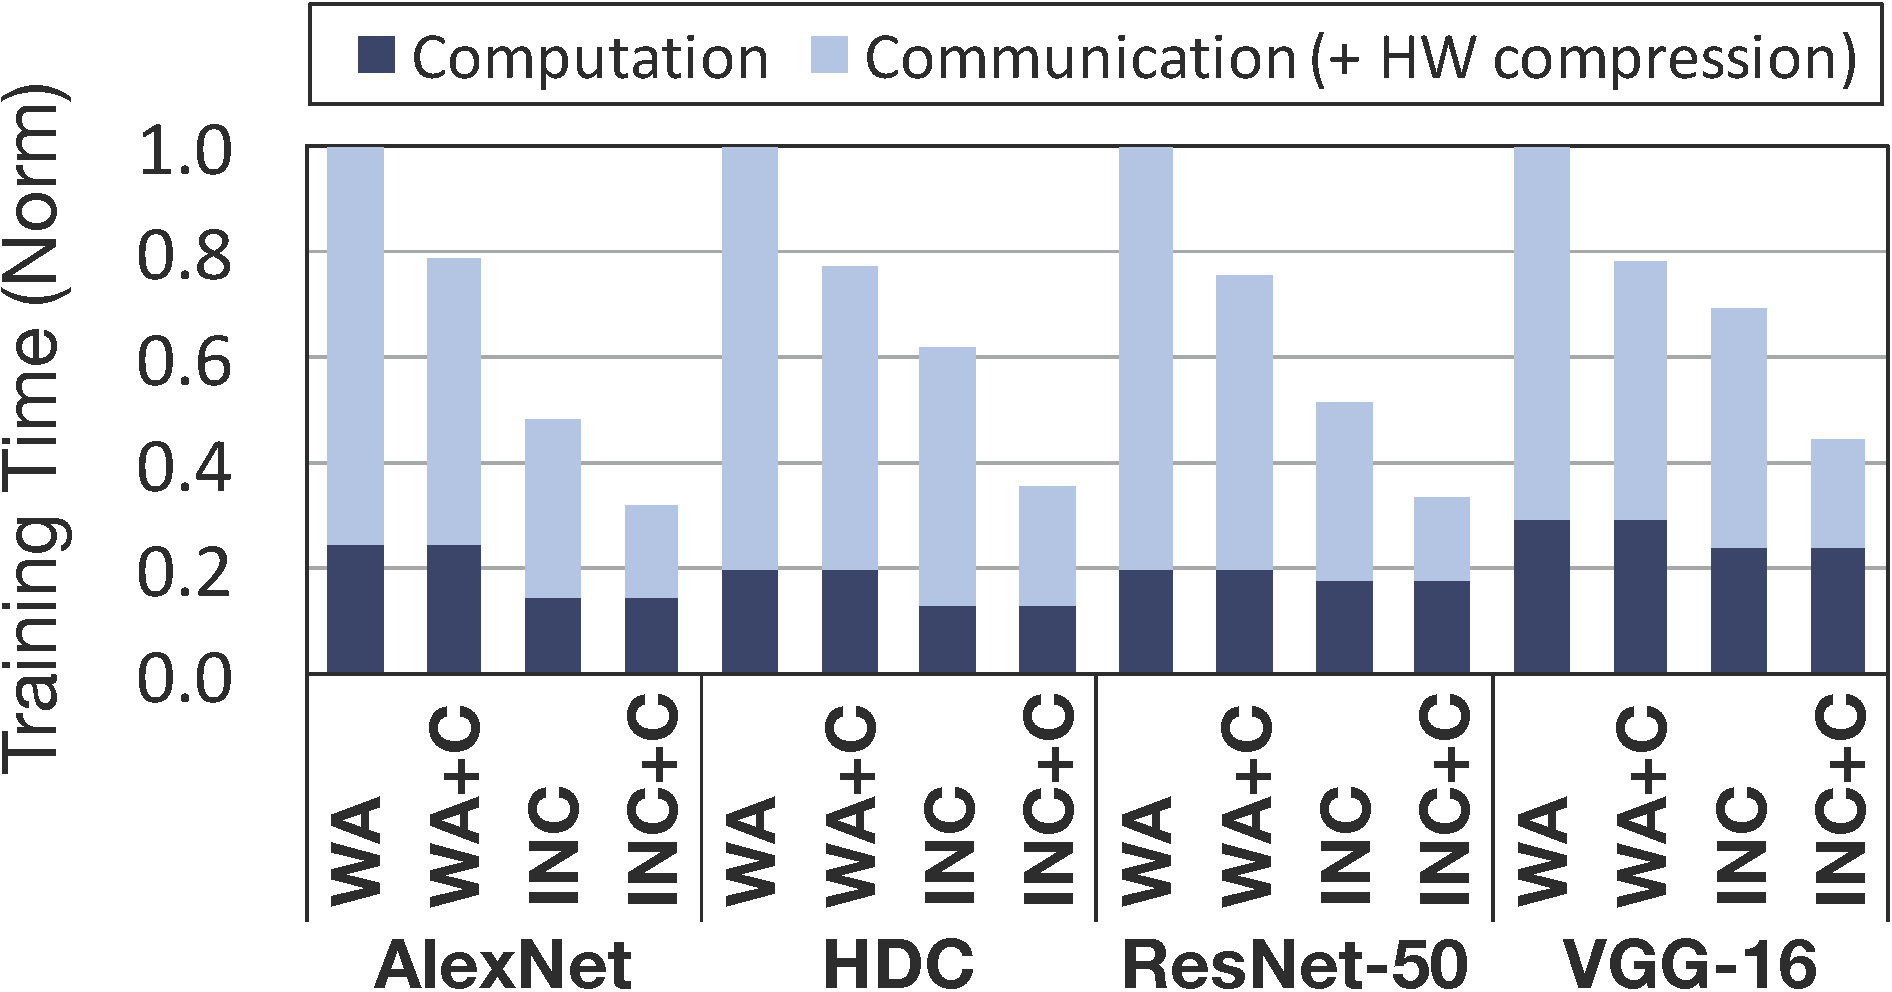 Computation Communication (+ HW compression)
Training Time (Norm)
1.0
0.8
0.6
0.4
0.2
0.0
WA WA+C INC INC+C WA WA+C INC INC+C WA WA+C INC INC+C WA WA+C INC INC+C
AlexNet HDC ResNet-50 VGG-16